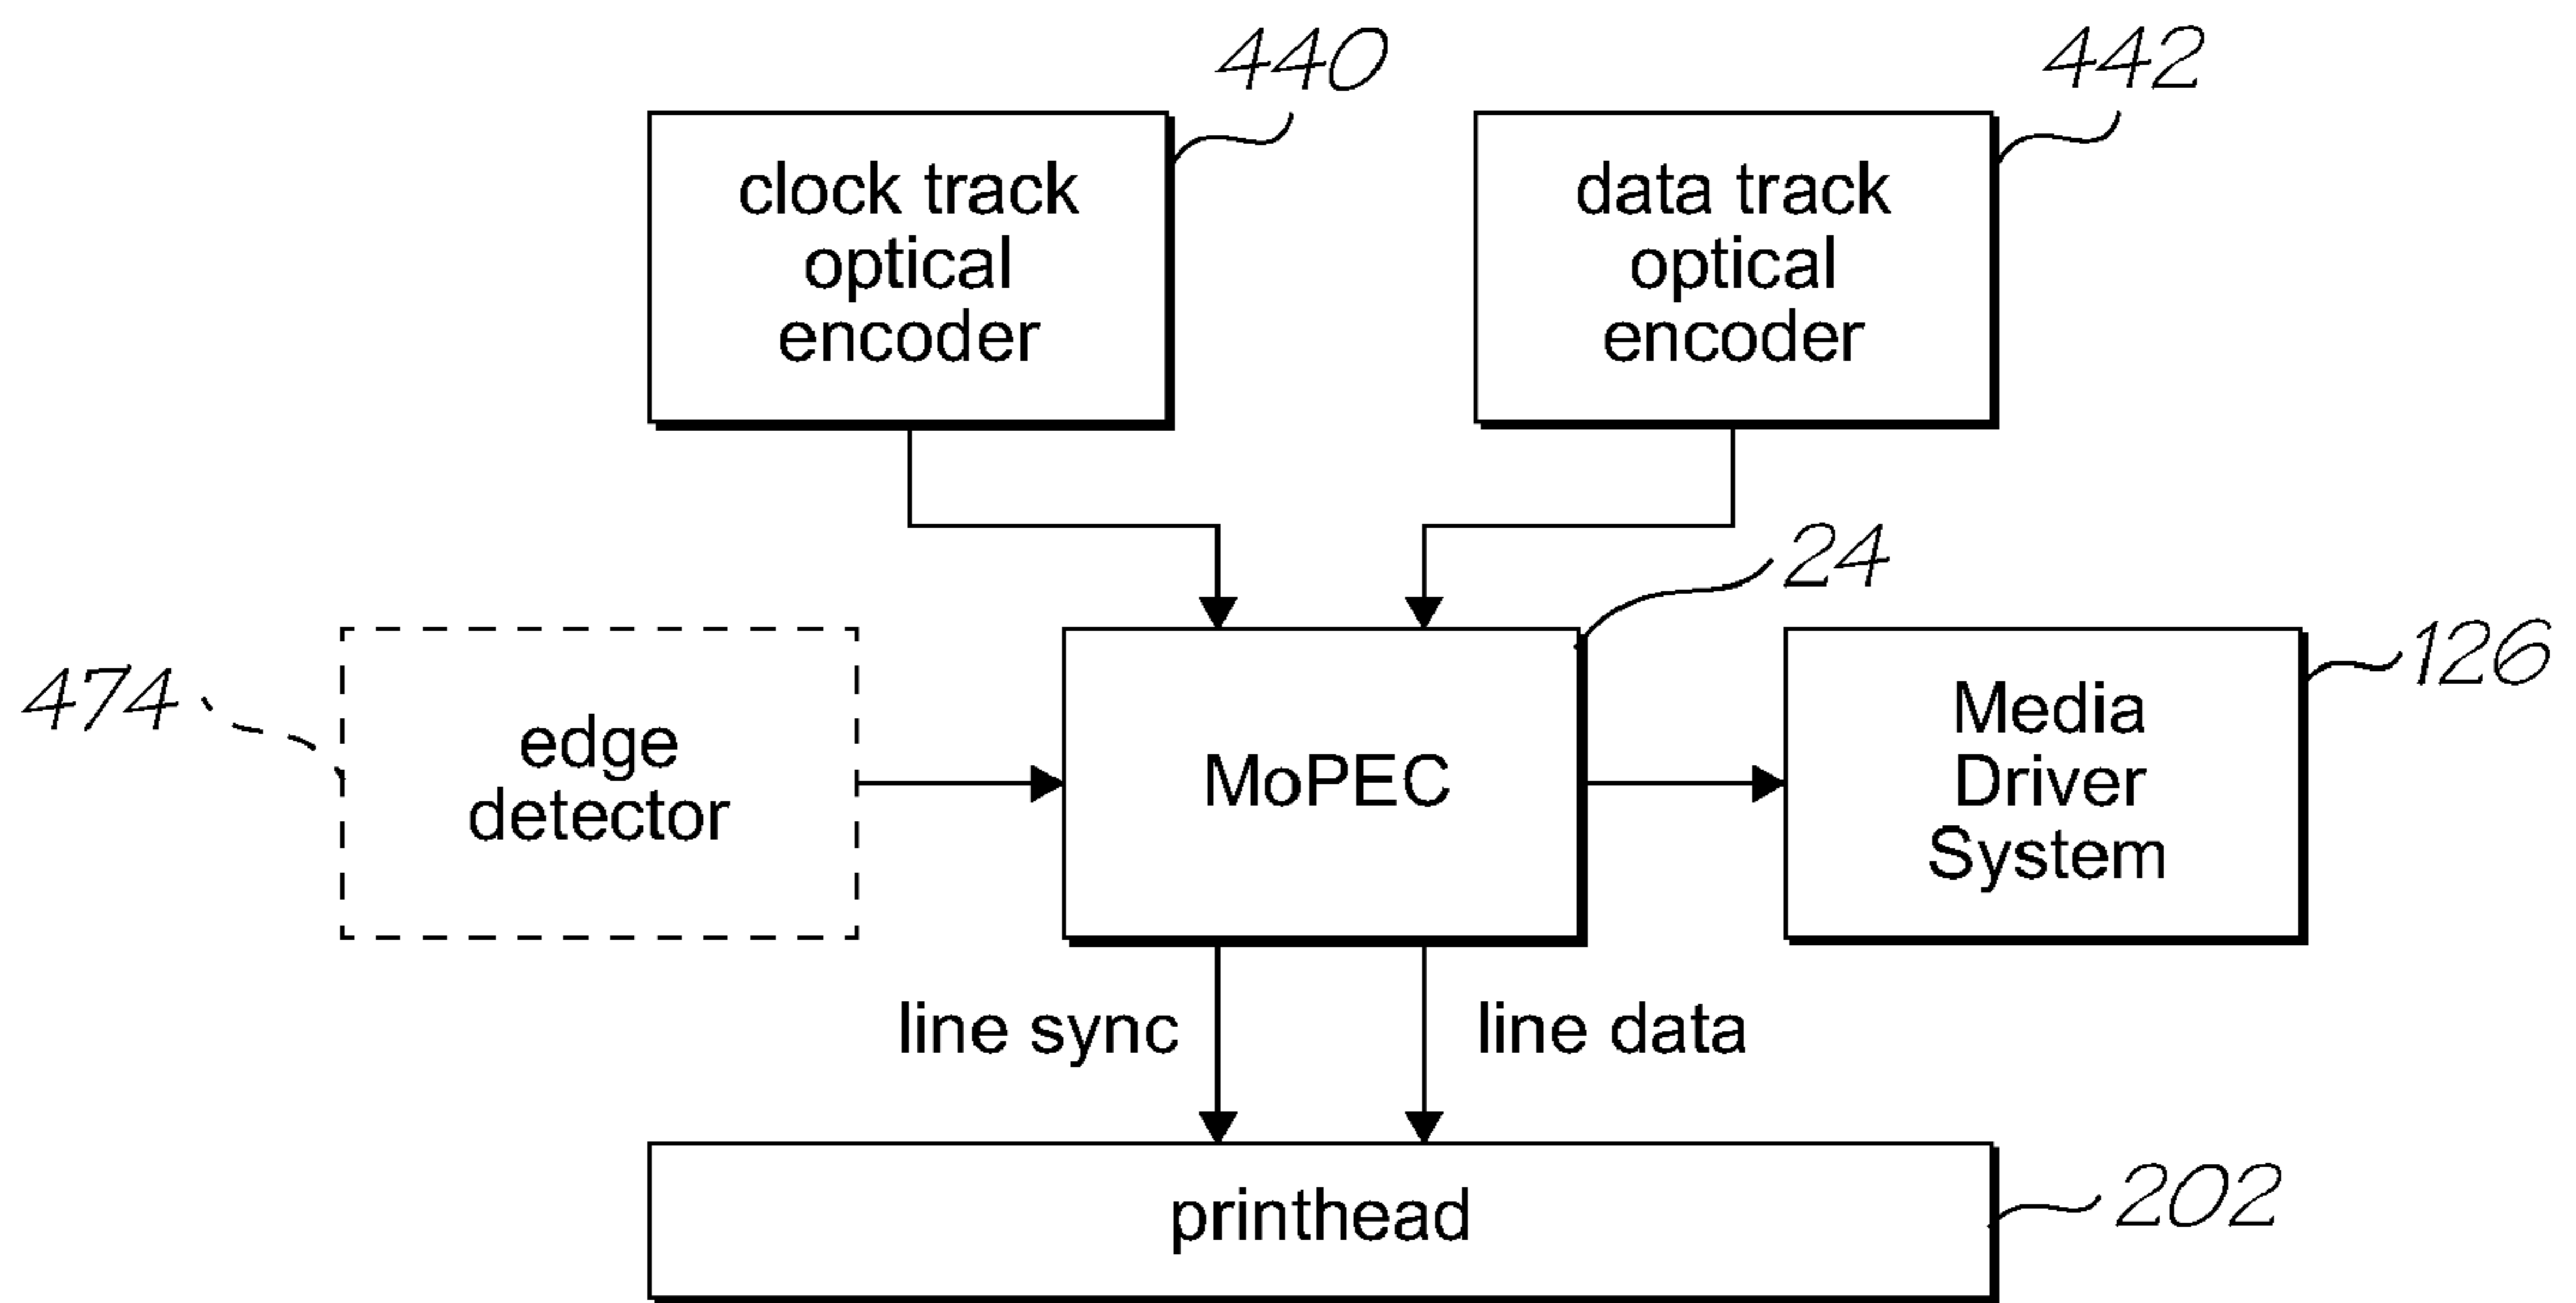 440
442
clock track
optical
encoder
data track
optical
encoder
24
126
474
edge
detector
MoPEC
Media
Driver
System
line sync
line data
printhead
202